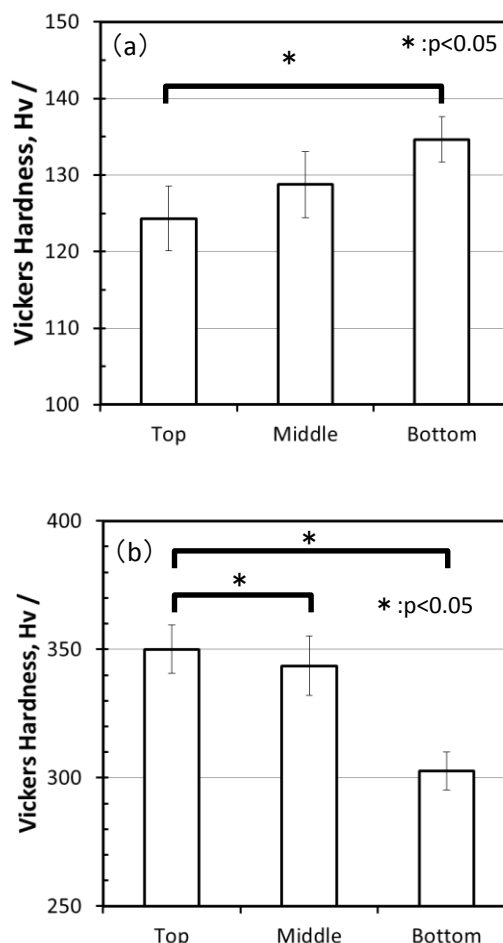 Vickers Hardness, Hv /
150
140
130
120
110
100
(a)
* :p<0.05
*
Top Middle Bottom
Vickers Hardness, Hv /
400
350
300
250
(b)
*
*
* :p<0.05
Top Middle Bottom